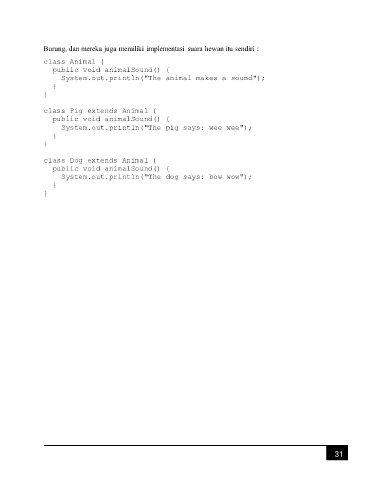 Burung, dan mereka juga memiliki implementasi suara hewan itu sendiri :
class Animal {
  public void animalSound() {
    System.out.println("The animal makes a sound");
  }
}
class Pig extends Animal {
  public void animalSound() {
    System.out.println("The pig says: wee wee");
  }
}
class Dog extends Animal {
  public void animalSound() {
    System.out.println("The dog says: bow wow");
  }
}
31